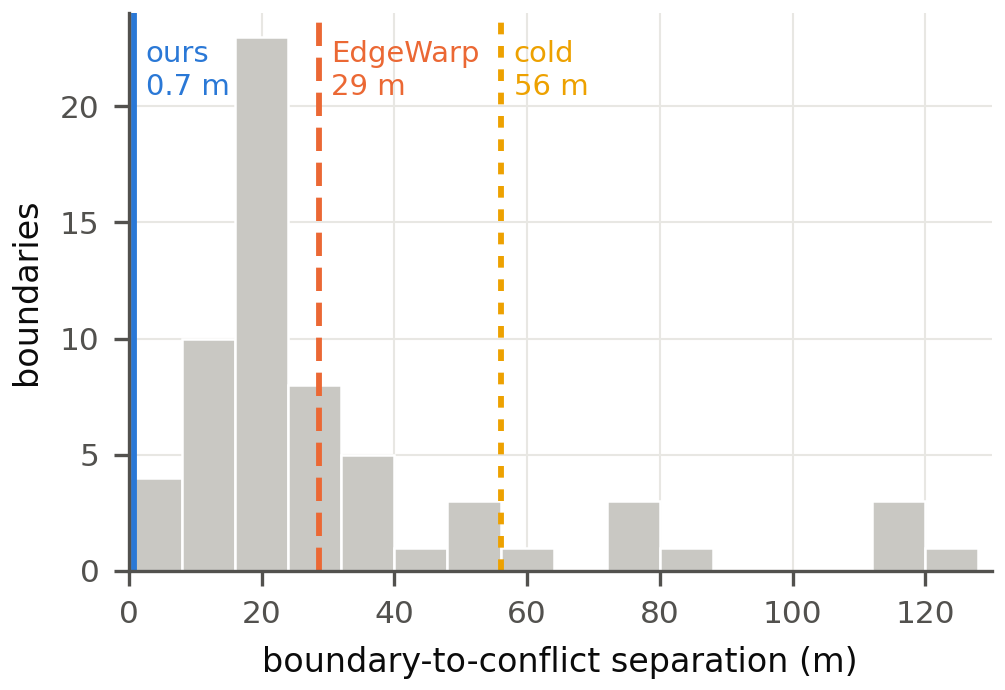 ours
0.7 m
EdgeWarp
29 m
cold
56 m
boundaries
20
15
10
5
0
0 20 40 60 80 100 120
boundary-to-conflict separation (m)